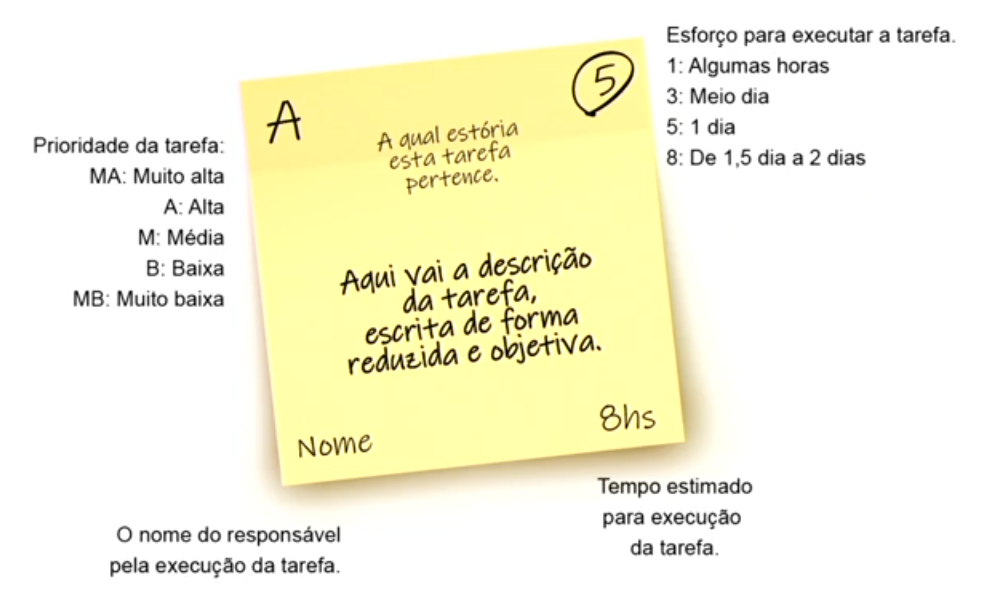 Esforço para executar a tarefa.
1: Algumas horas
3: Meio dia
5: 1 dia
8: De 1,5 dia a 2 dias
Prioridade da tarefa:
MA: Muito alta
A: Alta
M: Média
B: Baixa
MB: Muito baixa
A
5
A qual estória
esta tarefa
pertence.
Aqui vai a descrição
da tarefa,
escrita de forma
reduzida e objetiva.
Nome
8hs
O nome do responsável
pela execução da tarefa.
Tempo estimado
para execução
da tarefa.